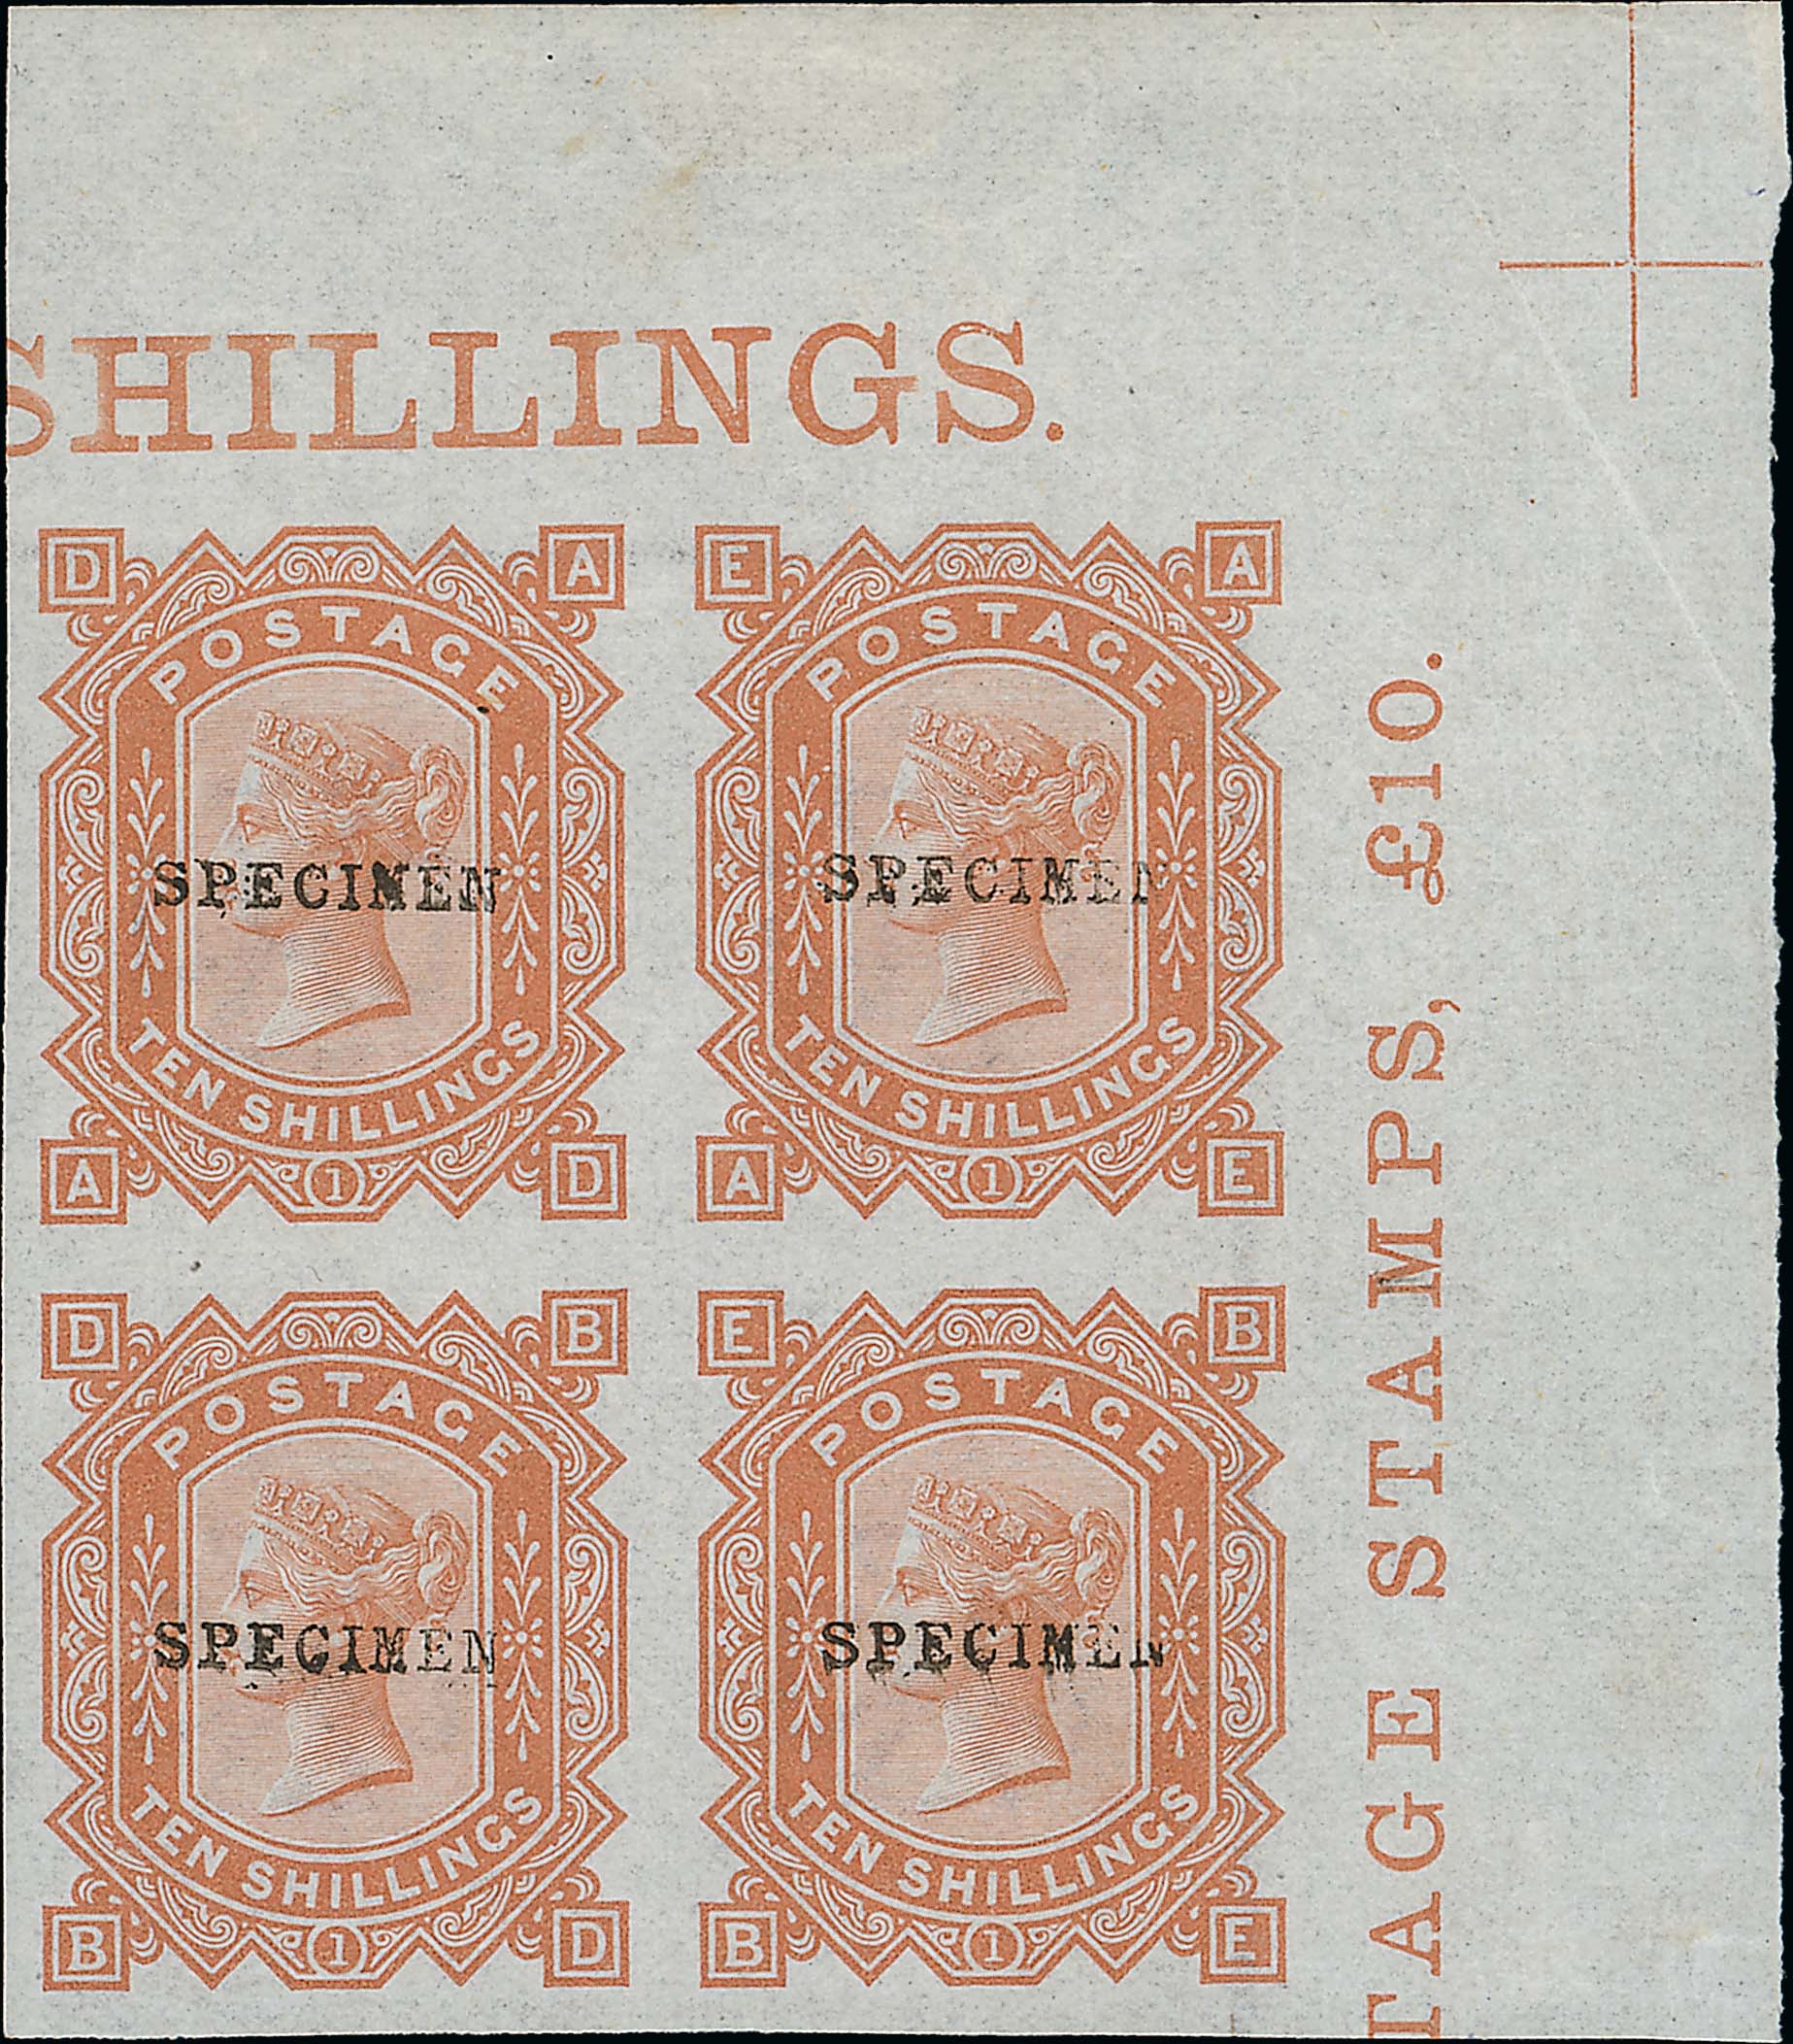 SHILLINGS.
D A
POSTAGE
SPECIMEN
TEN SHILLINGS
A 1 D
E A
POSTAGE
SPECIMEN
TEN SHILLINGS
A 1 E
D B
POSTAGE
SPECIMEN
TEN SHILLINGS
B 1 D
E B
POSTAGE
SPECIMEN
TEN SHILLINGS
B 1 E
TAGE STAMPS, £10.